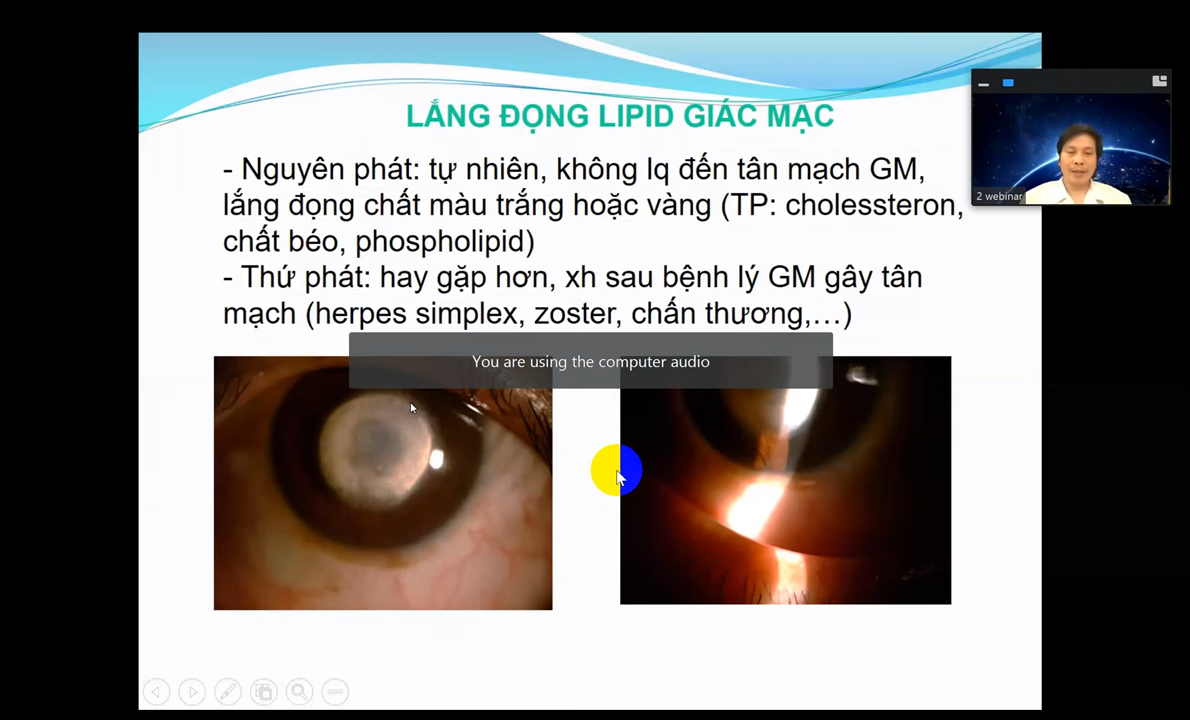 LẮNG ĐỌNG LIPID GIÁC MẠC
- Nguyên phát: tự nhiên, không lq đến tân mạch GM,
lắng đọng chất màu trắng hoặc vàng (TP: cholessteron,
chất béo, phospholipid)
- Thứ phát: hay gặp hơn, xh sau bệnh lý GM gây tân
mạch (herpes simplex, zoster, chấn thương,…)
You are using the computer audio
2 webinar